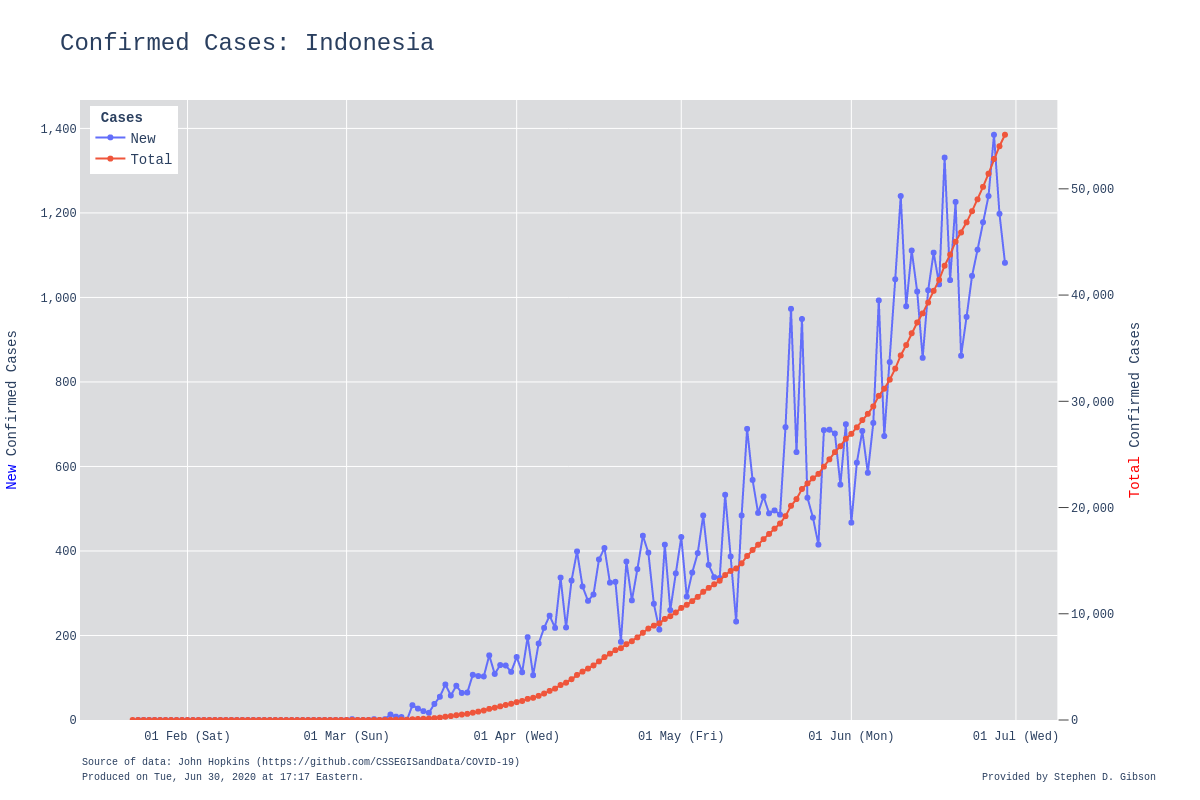 Confirmed Cases: Indonesia
Cases
New
Total
1,400
1,200
1,000
800
600
400
200
0
New Confirmed Cases
50,000
40,000
30,000
20,000
10,000
0
Total Confirmed Cases
01 Feb (Sat) 01 Mar (Sun) 01 Apr (Wed) 01 May (Fri) 01 Jun (Mon) 01 Jul (Wed)
Source of data: John Hopkins (https://github.com/CSSEGISandData/COVID-19)
Produced on Tue, Jun 30, 2020 at 17:17 Eastern.
Provided by Stephen D. Gibson